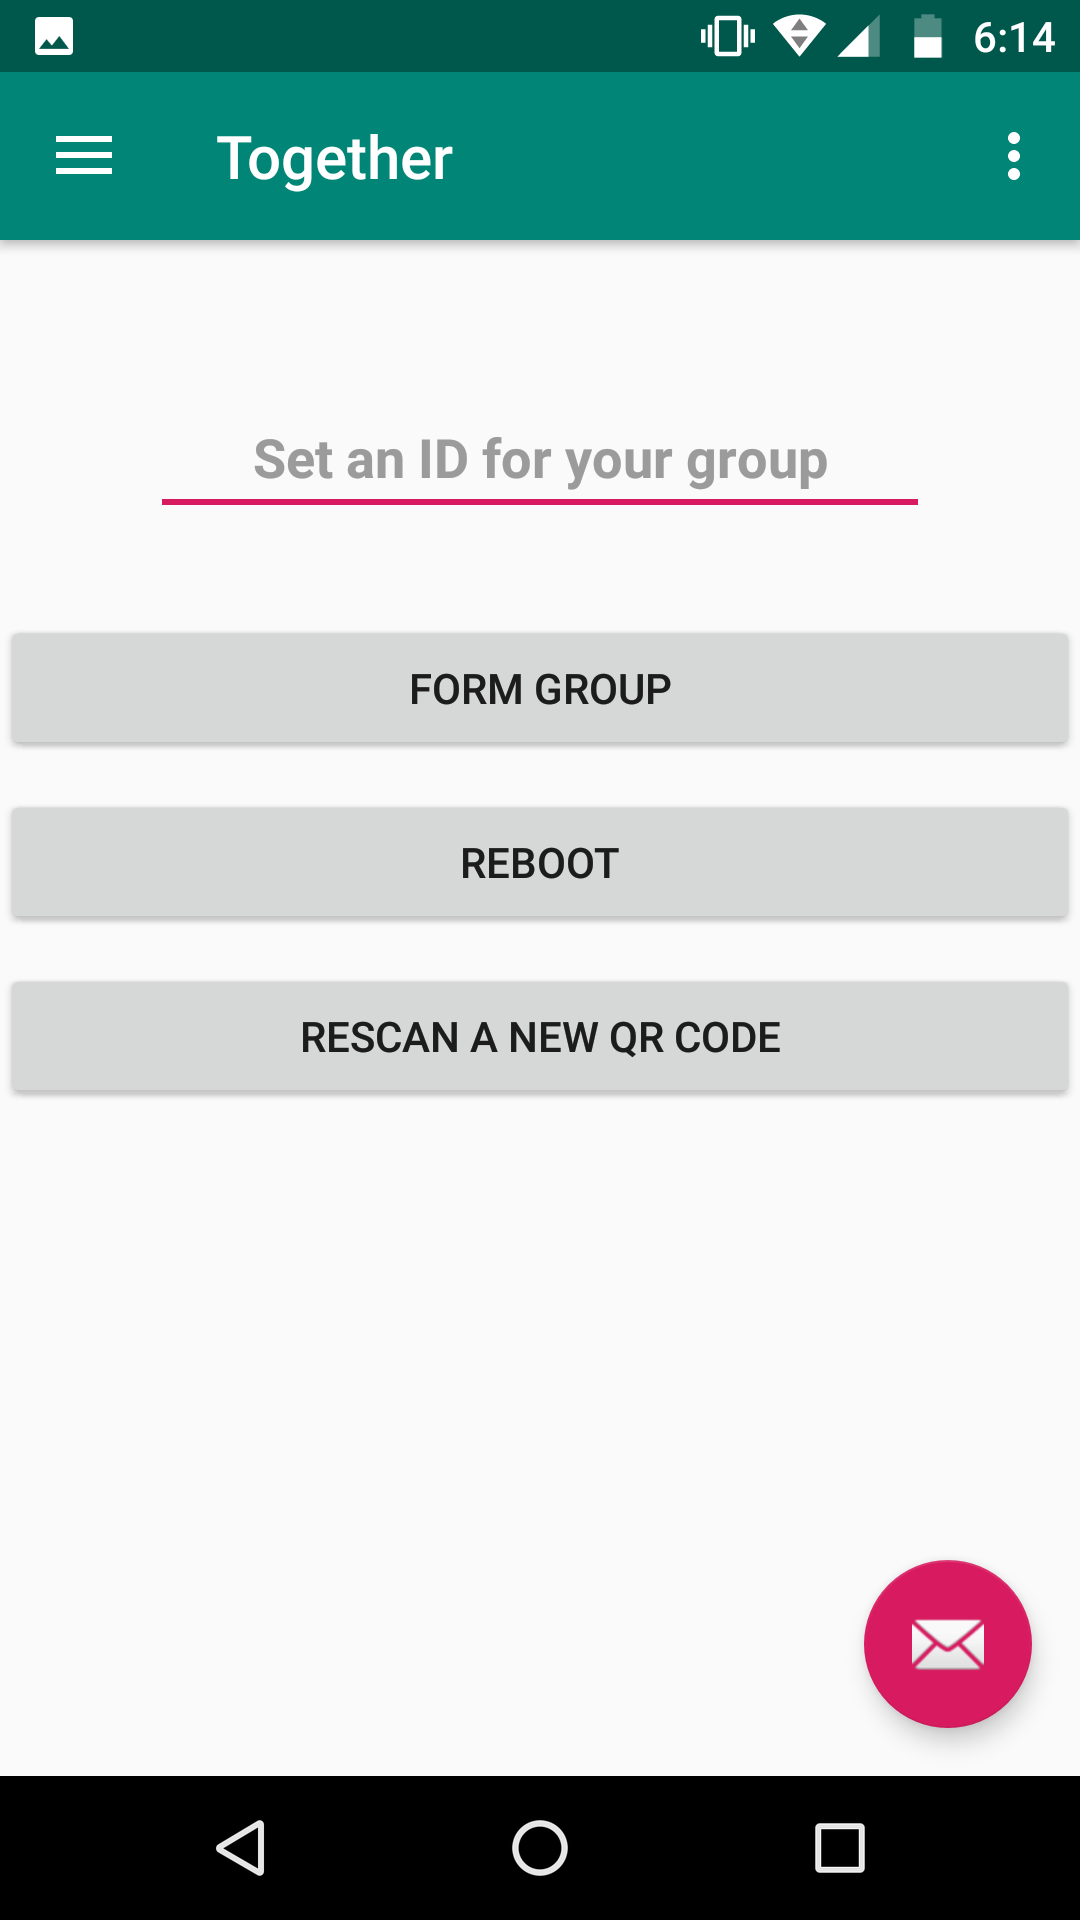 6:14
Together
Set an ID for your group
FORM GROUP
REBOOT
RESCAN A NEW QR CODE